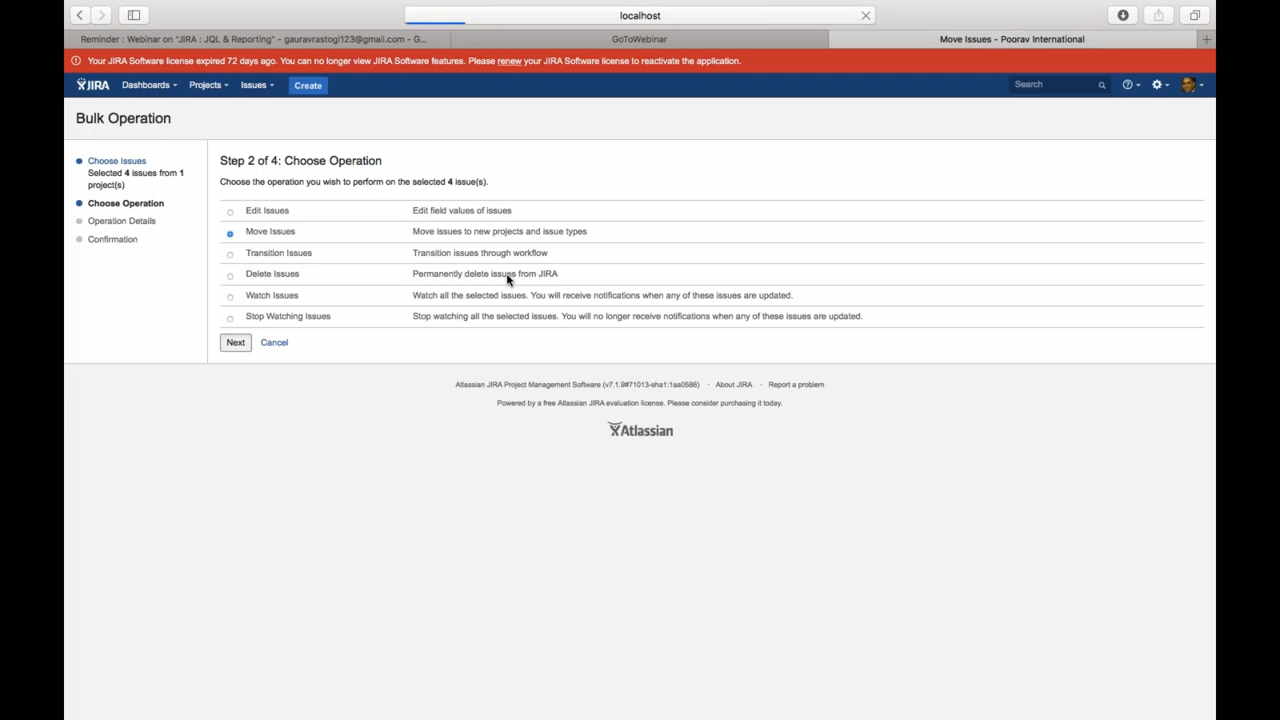 localhost
Reminder : Webinar on "JIRA : JQL & Reporting" - gauravrastogi123@gmail.com - G...
GoToWebinar
Move Issues - Poorav International
Your JIRA Software license expired 72 days ago. You can no longer view JIRA Software features. Please renew your JIRA Software license to reactivate the application.
JIRA Dashboards Projects Issues Create Search
Bulk Operation
Choose Issues
Selected 4 issues from 1
project(s)
Choose Operation
Operation Details
Confirmation
Step 2 of 4: Choose Operation
Choose the operation you wish to perform on the selected 4 issue(s).
Edit Issues Edit field values of issues
Move Issues Move issues to new projects and issue types
Transition Issues Transition issues through workflow
Delete Issues Permanently delete issues from JIRA
Watch Issues Watch all the selected issues. You will receive notifications when any of these issues are updated.
Stop Watching Issues Stop watching all the selected issues. You will no longer receive notifications when any of these issues are updated.
Next Cancel
Atlassian JIRA Project Management Software (v7.1.9#71013-sha1:1aa0586) · About JIRA · Report a problem
Powered by a free Atlassian JIRA evaluation license. Please consider purchasing it today.
Atlassian